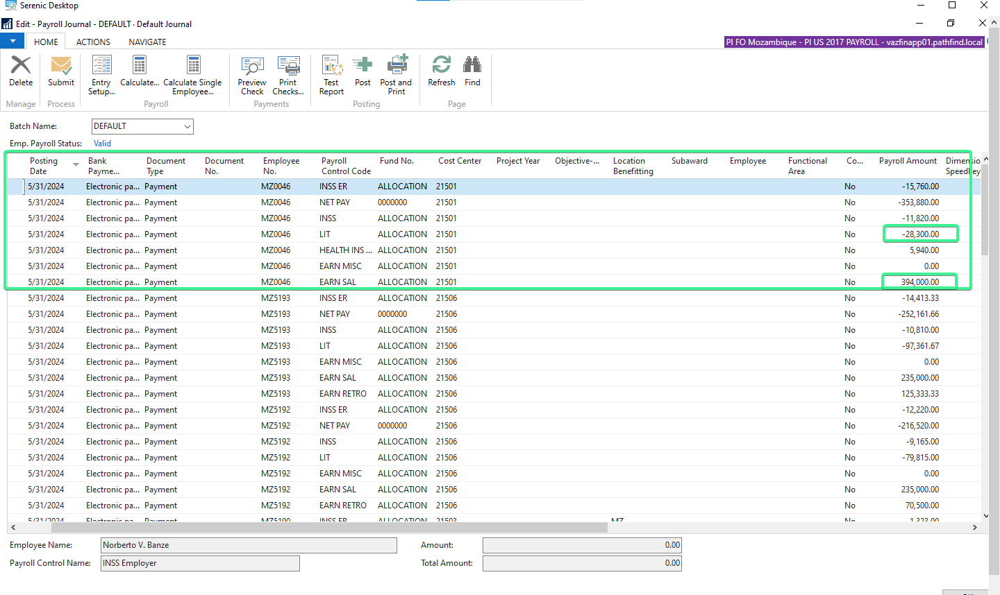 Serenic Desktop
Edit - Payroll Journal - DEFAULT · Default Journal
HOME ACTIONS NAVIGATE
PI FO Mozambique - PI US 2017 PAYROLL - vazfinapp01.pathfind.local
Delete Submit Entry Setup... Calculate... Calculate Single Employee... Preview Check Print Checks... Test Report Post Post and Print Refresh Find
Manage Process Payroll Payments Posting Page
Batch Name: DEFAULT
Emp. Payroll Status: Valid
Posting Date Bank Payme... Document Type Document No. Employee No. Payroll Control Code Fund No. Cost Center Project Year Objective-... Location Benefitting Subaward Employee Functional Area Co... Payroll Amount Dimensio Speedkey
5/31/2024 Electronic pa... Payment MZ0046 INSS ER ALLOCATION 21501 No -15,760.00
5/31/2024 Electronic pa... Payment MZ0046 NET PAY 0000000 21501 No -353,880.00
5/31/2024 Electronic pa... Payment MZ0046 INSS ALLOCATION 21501 No -11,820.00
5/31/2024 Electronic pa... Payment MZ0046 LIT ALLOCATION 21501 No -28,300.00
5/31/2024 Electronic pa... Payment MZ0046 HEALTH INS ... ALLOCATION 21501 No 5,940.00
5/31/2024 Electronic pa... Payment MZ0046 EARN MISC ALLOCATION 21501 No 0.00
5/31/2024 Electronic pa... Payment MZ0046 EARN SAL ALLOCATION 21501 No 394,000.00
5/31/2024 Electronic pa... Payment MZ5193 INSS ER ALLOCATION 21506 No -14,413.33
5/31/2024 Electronic pa... Payment MZ5193 NET PAY 0000000 21506 No -252,161.66
5/31/2024 Electronic pa... Payment MZ5193 INSS ALLOCATION 21506 No -10,810.00
5/31/2024 Electronic pa... Payment MZ5193 LIT ALLOCATION 21506 No -97,361.67
5/31/2024 Electronic pa... Payment MZ5193 EARN MISC ALLOCATION 21506 No 0.00
5/31/2024 Electronic pa... Payment MZ5193 EARN SAL ALLOCATION 21506 No 235,000.00
5/31/2024 Electronic pa... Payment MZ5193 EARN RETRO ALLOCATION 21506 No 125,333.33
5/31/2024 Electronic pa... Payment MZ5192 INSS ER ALLOCATION 21506 No -12,220.00
5/31/2024 Electronic pa... Payment MZ5192 NET PAY 0000000 21506 No -216,520.00
5/31/2024 Electronic pa... Payment MZ5192 INSS ALLOCATION 21506 No -9,165.00
5/31/2024 Electronic pa... Payment MZ5192 LIT ALLOCATION 21506 No -79,815.00
5/31/2024 Electronic pa... Payment MZ5192 EARN MISC ALLOCATION 21506 No 0.00
5/31/2024 Electronic pa... Payment MZ5192 EARN SAL ALLOCATION 21506 No 235,000.00
5/31/2024 Electronic pa... Payment MZ5192 EARN RETRO ALLOCATION 21506 No 70,500.00
5/31/2024 Electronic pa... Payment MZ5190 INSS ER ALLOCATION 21503 MZ No
Employee Name: Norberto V. Banze Amount: 0.00
Payroll Control Name: INSS Employer Total Amount: 0.00